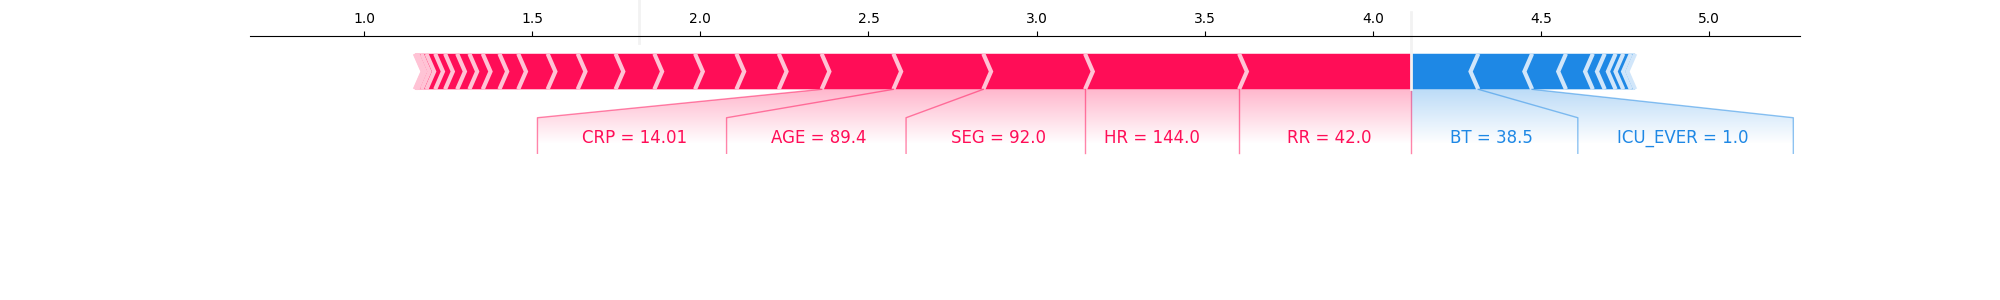 1.0 1.5 2.0 2.5 3.0 3.5 4.0 4.5 5.0
CRP = 14.01 AGE = 89.4 SEG = 92.0 HR = 144.0 RR = 42.0 BT = 38.5 ICU_EVER = 1.0